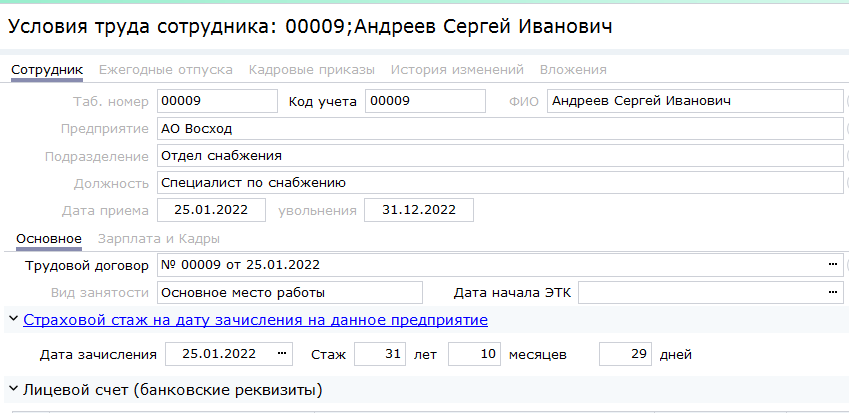 Условия труда сотрудника: 00009;Андреев Сергей Иванович
Сотрудник Ежегодные отпуска Кадровые приказы История изменений Вложения
Таб. номер 00009 Код учета 00009 ФИО Андреев Сергей Иванович
Предприятие АО Восход
Подразделение Отдел снабжения
Должность Специалист по снабжению
Дата приема 25.01.2022 увольнения 31.12.2022
Основное Зарплата и Кадры
Трудовой договор № 00009 от 25.01.2022 ...
Вид занятости Основное место работы Дата начала ЭТК ...
Страховой стаж на дату зачисления на данное предприятие
Дата зачисления 25.01.2022 ... Стаж 31 лет 10 месяцев 29 дней
Лицевой счет (банковские реквизиты)